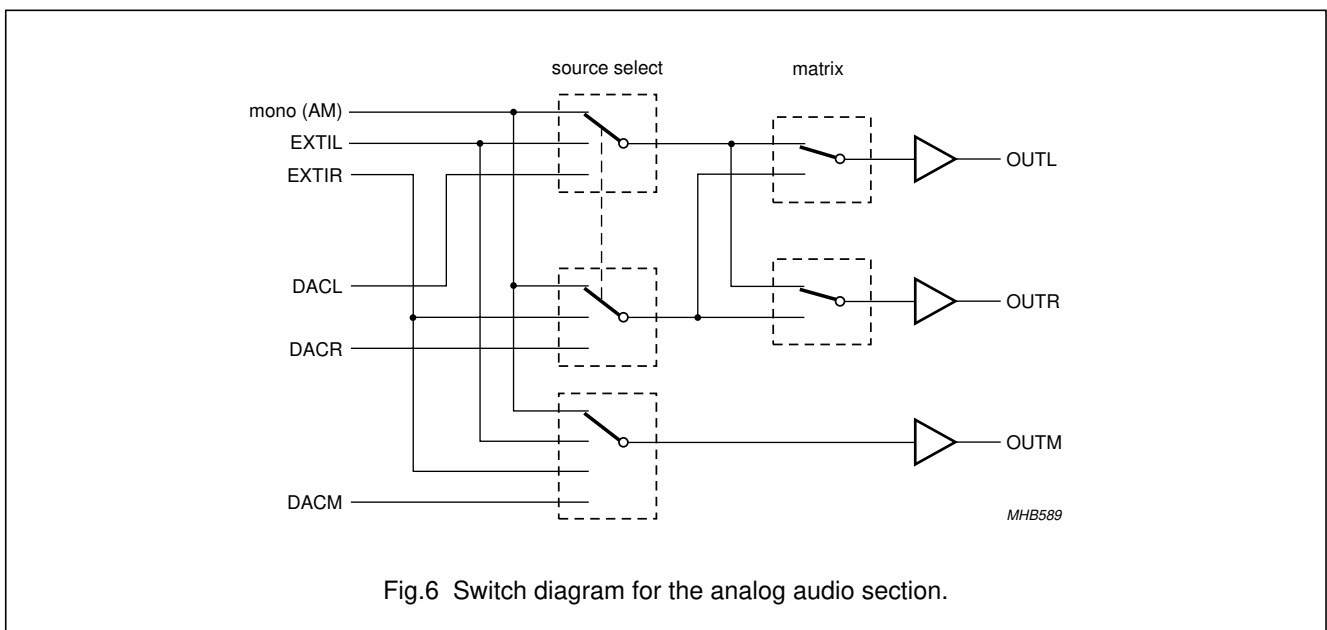 source select
matrix
mono (AM)
EXTIL
EXTIR
DACL
DACR
DACM
OUTL
OUTR
OUTM
MHB589
Fig.6 Switch diagram for the analog audio section.